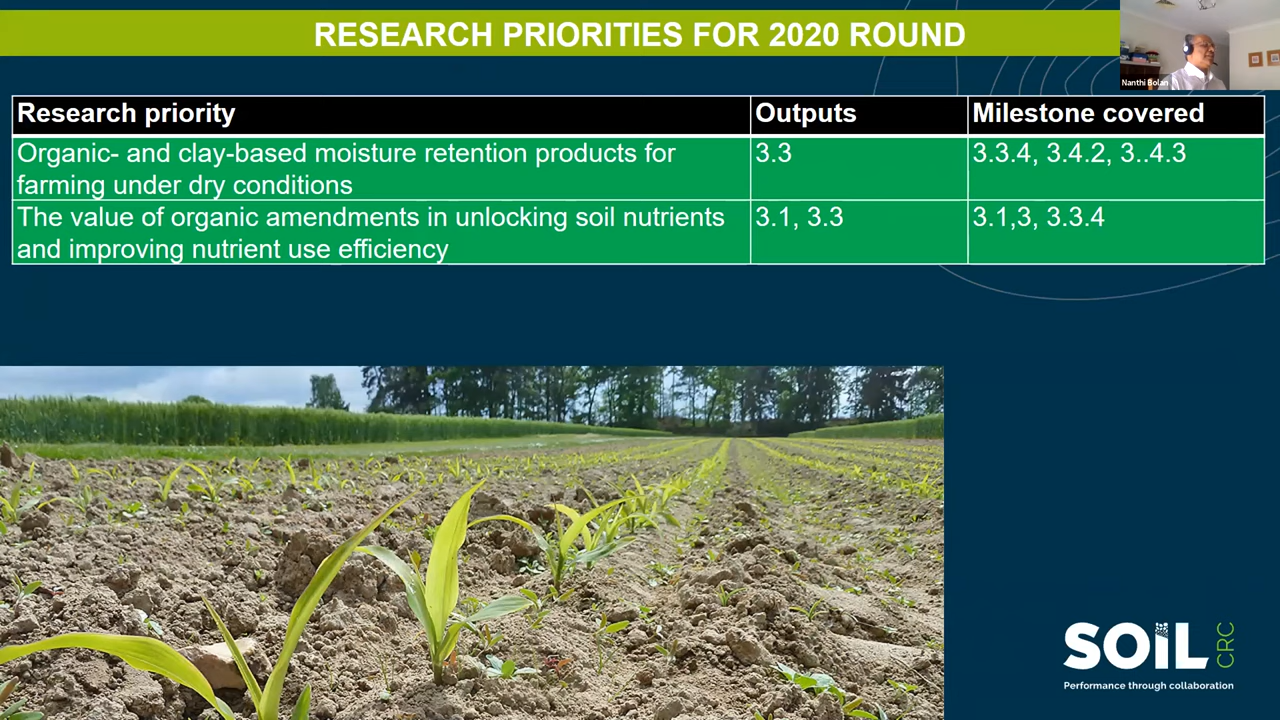 RESEARCH PRIORITIES FOR 2020 ROUND
Nanthi Bolan
Research priority Outputs Milestone covered
Organic- and clay-based moisture retention products for 3.3 3.3.4, 3.4.2, 3..4.3
farming under dry conditions
The value of organic amendments in unlocking soil nutrients 3.1, 3.3 3.1,3, 3.3.4
and improving nutrient use efficiency
SOIL CRC
Performance through collaboration